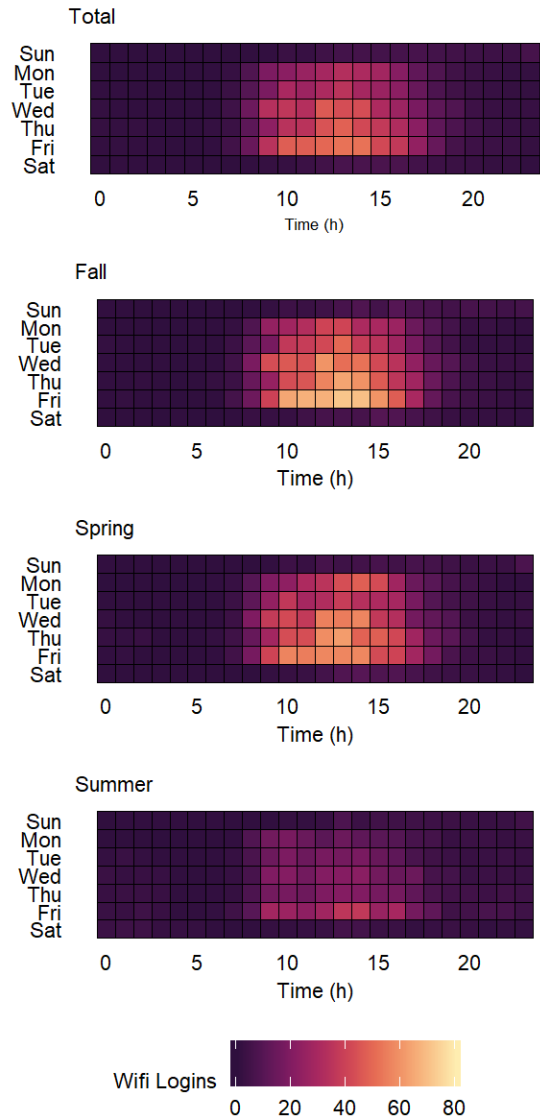 Total
Sun
Mon
Tue
Wed
Thu
Fri
Sat
0 5 10 15 20
Time (h)
Fall
Sun
Mon
Tue
Wed
Thu
Fri
Sat
0 5 10 15 20
Time (h)
Spring
Sun
Mon
Tue
Wed
Thu
Fri
Sat
0 5 10 15 20
Time (h)
Summer
Sun
Mon
Tue
Wed
Thu
Fri
Sat
0 5 10 15 20
Time (h)
Wifi Logins
0 20 40 60 80